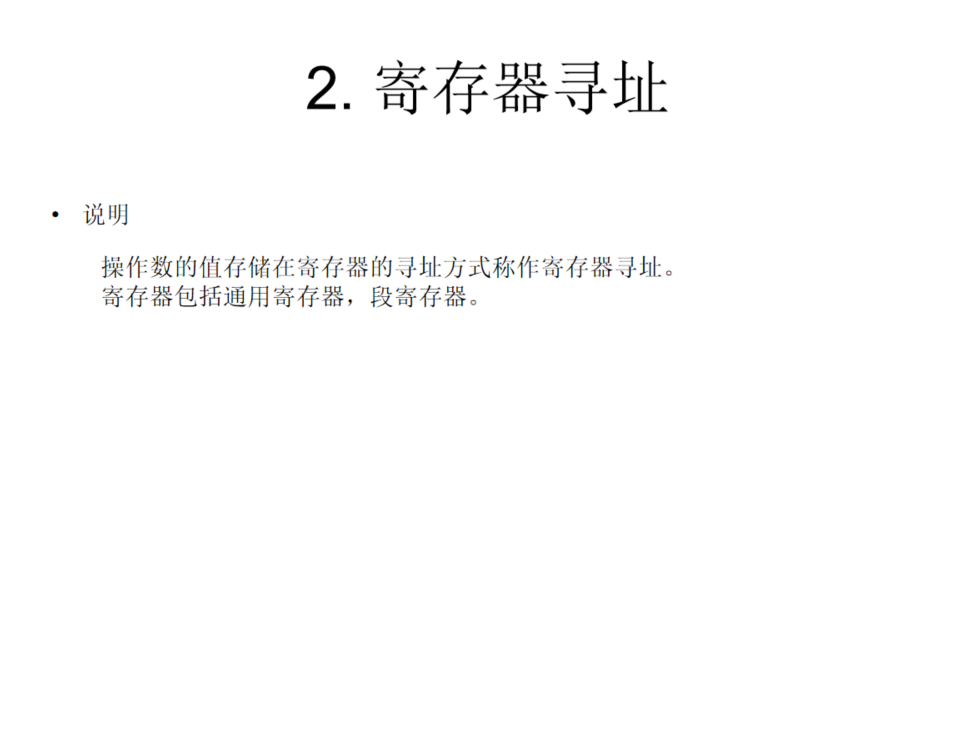 2. 寄存器寻址
• 说明
操作数的值存储在寄存器的寻址方式称作寄存器寻址。
寄存器包括通用寄存器，段寄存器。